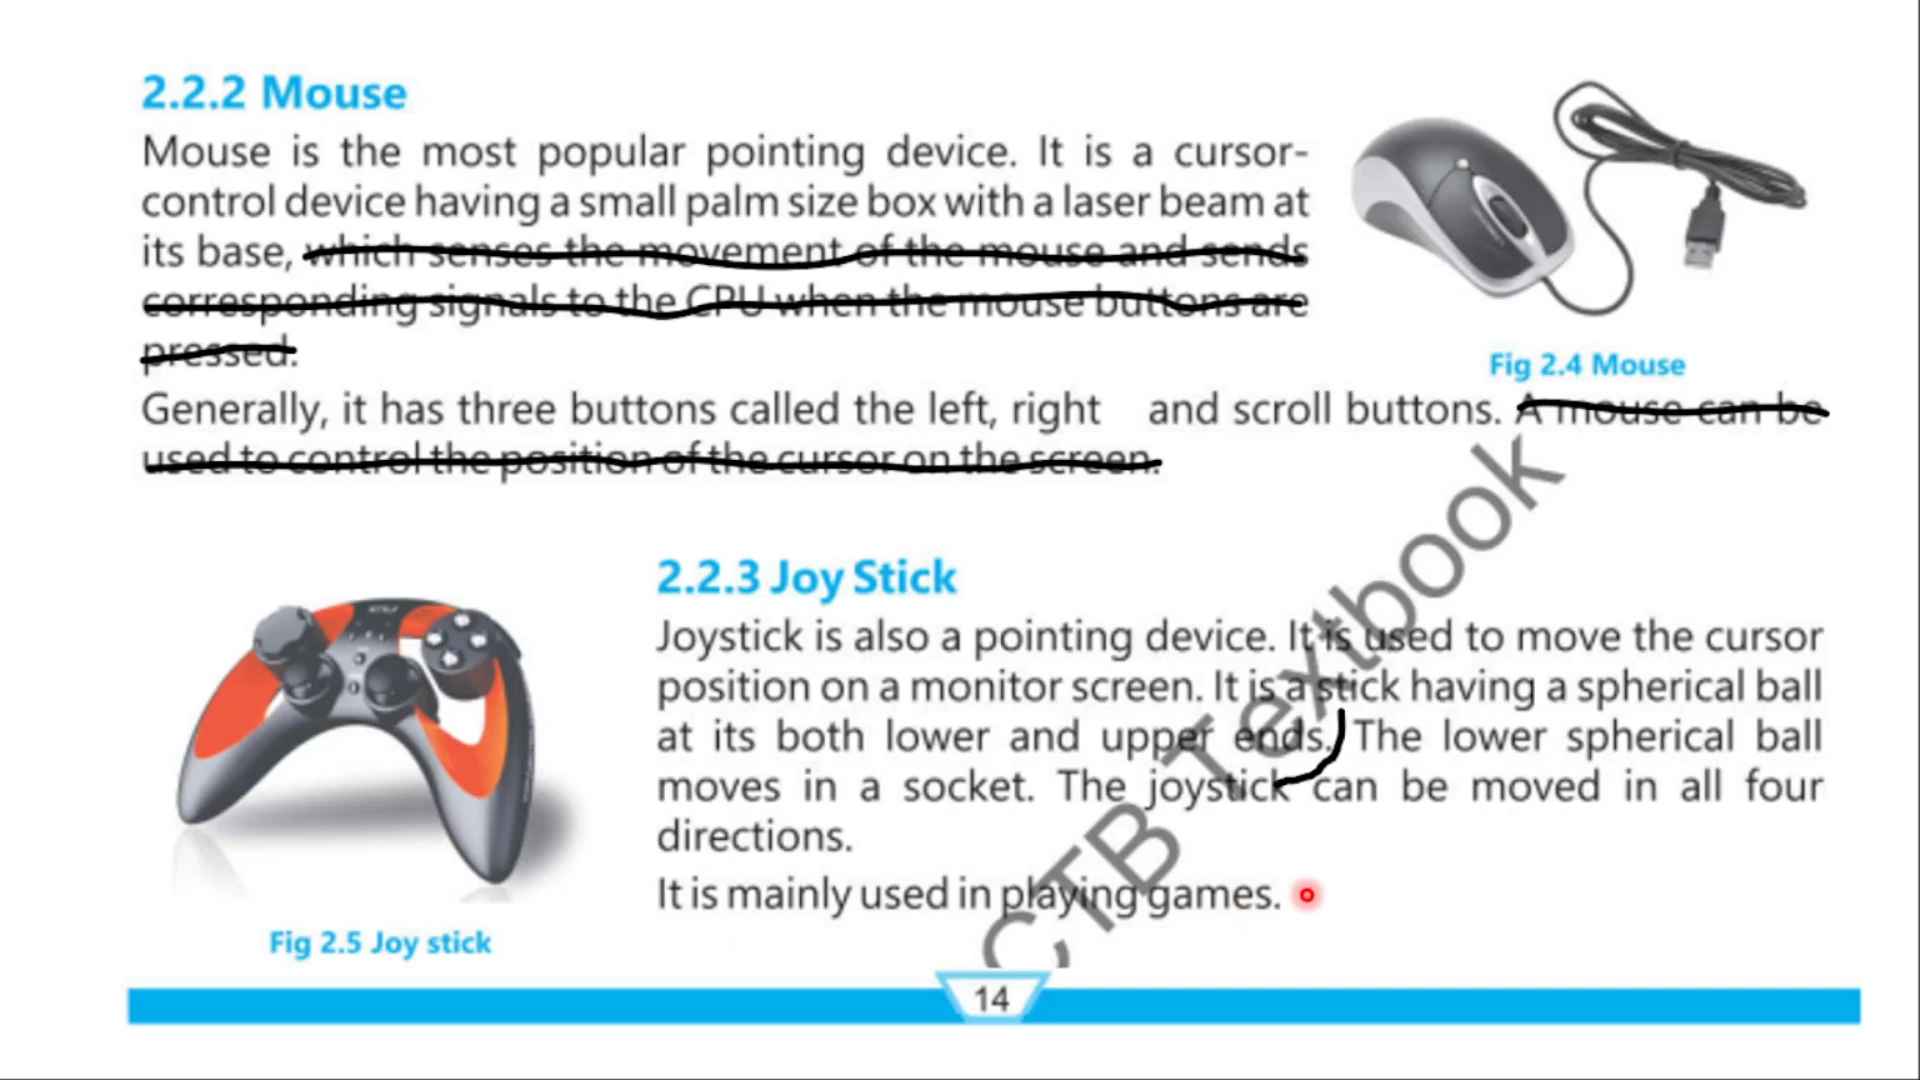 2.2.2 Mouse
Mouse is the most popular pointing device. It is a cursor-
control device having a small palm size box with a laser beam at
its base, which senses the movement of the mouse and sends
corresponding signals to the CPU when the mouse buttons are
pressed.
Fig 2.4 Mouse
Generally, it has three buttons called the left, right and scroll buttons. A mouse can be
used to control the position of the cursor on the screen.
2.2.3 Joy Stick
Joystick is also a pointing device. It is used to move the cursor
position on a monitor screen. It is a stick having a spherical ball
at its both lower and upper ends. The lower spherical ball
moves in a socket. The joystick can be moved in all four
directions.
It is mainly used in playing games.
Fig 2.5 Joy stick
CTB Textbook
14